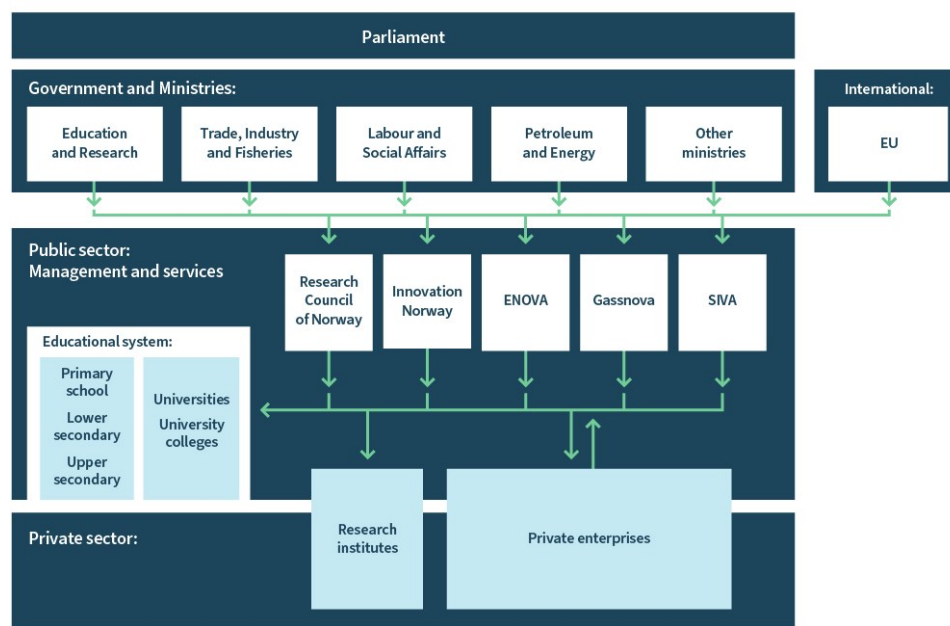 Parliament
Government and Ministries:
Education
and Research
Trade, Industry
and Fisheries
Labour and
Social Affairs
Petroleum
and Energy
Other
ministries
International:
EU
Public sector:
Management and services
Research
Council
of Norway
Innovation
Norway
ENOVA
Gassnova
SIVA
Educational system:
Primary
school
Lower
secondary
Upper
secondary
Universities
University
colleges
Private sector:
Research
institutes
Private enterprises